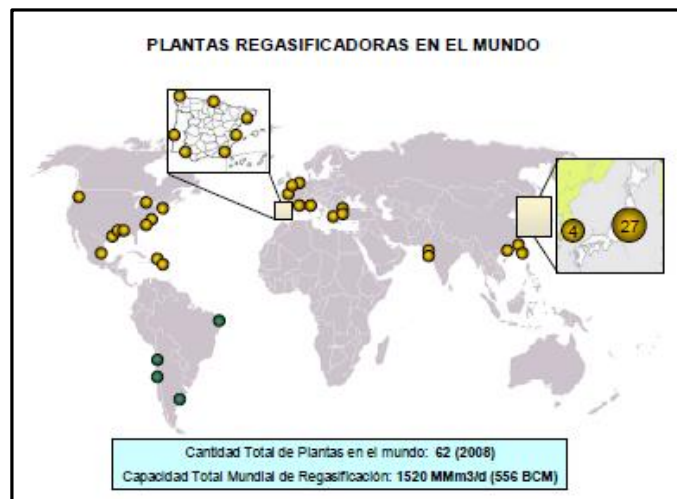 PLANTAS REGASIFICADORAS EN EL MUNDO
4
27
Cantidad Total de Plantas en el mundo: 62 (2008)
Capacidad Total Mundial de Regasificación: 1520 MMm3/d (556 BCM)